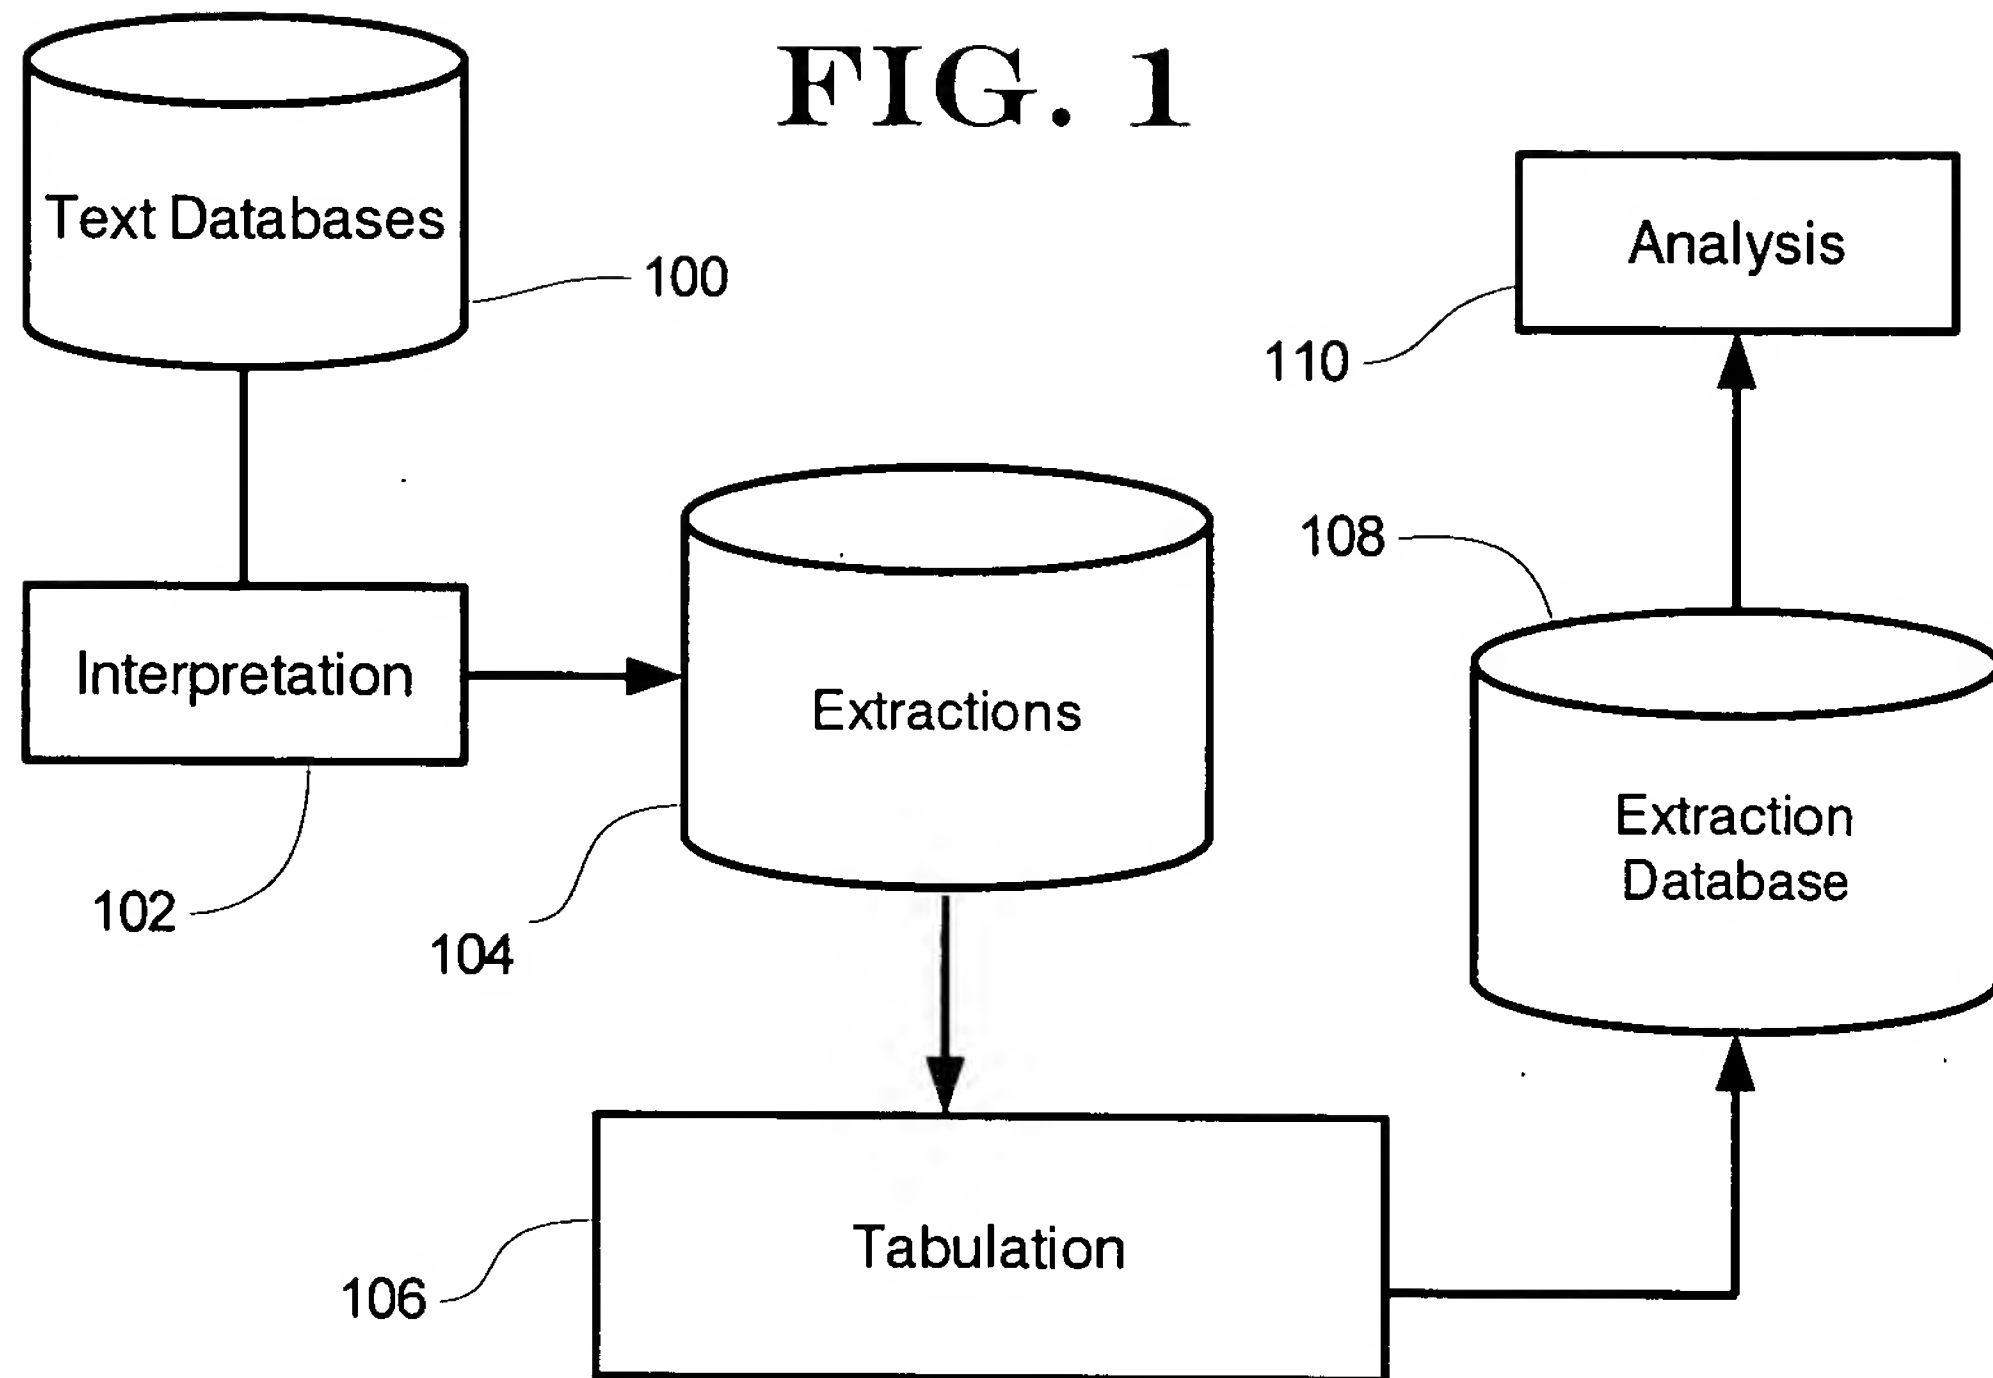 FIG. 1
Text Databases
100
Analysis
110
108
Interpretation
Extractions
102
104
Extraction
Database
Tabulation
106